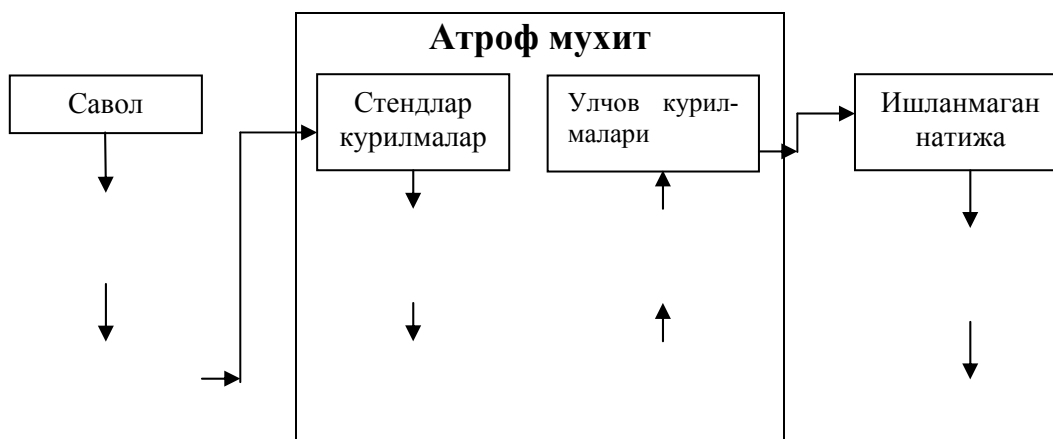 Атроф мухит
Савол
Стендлар
курилмалар
Улчов курил-
малари
Ишланмаган
натижа